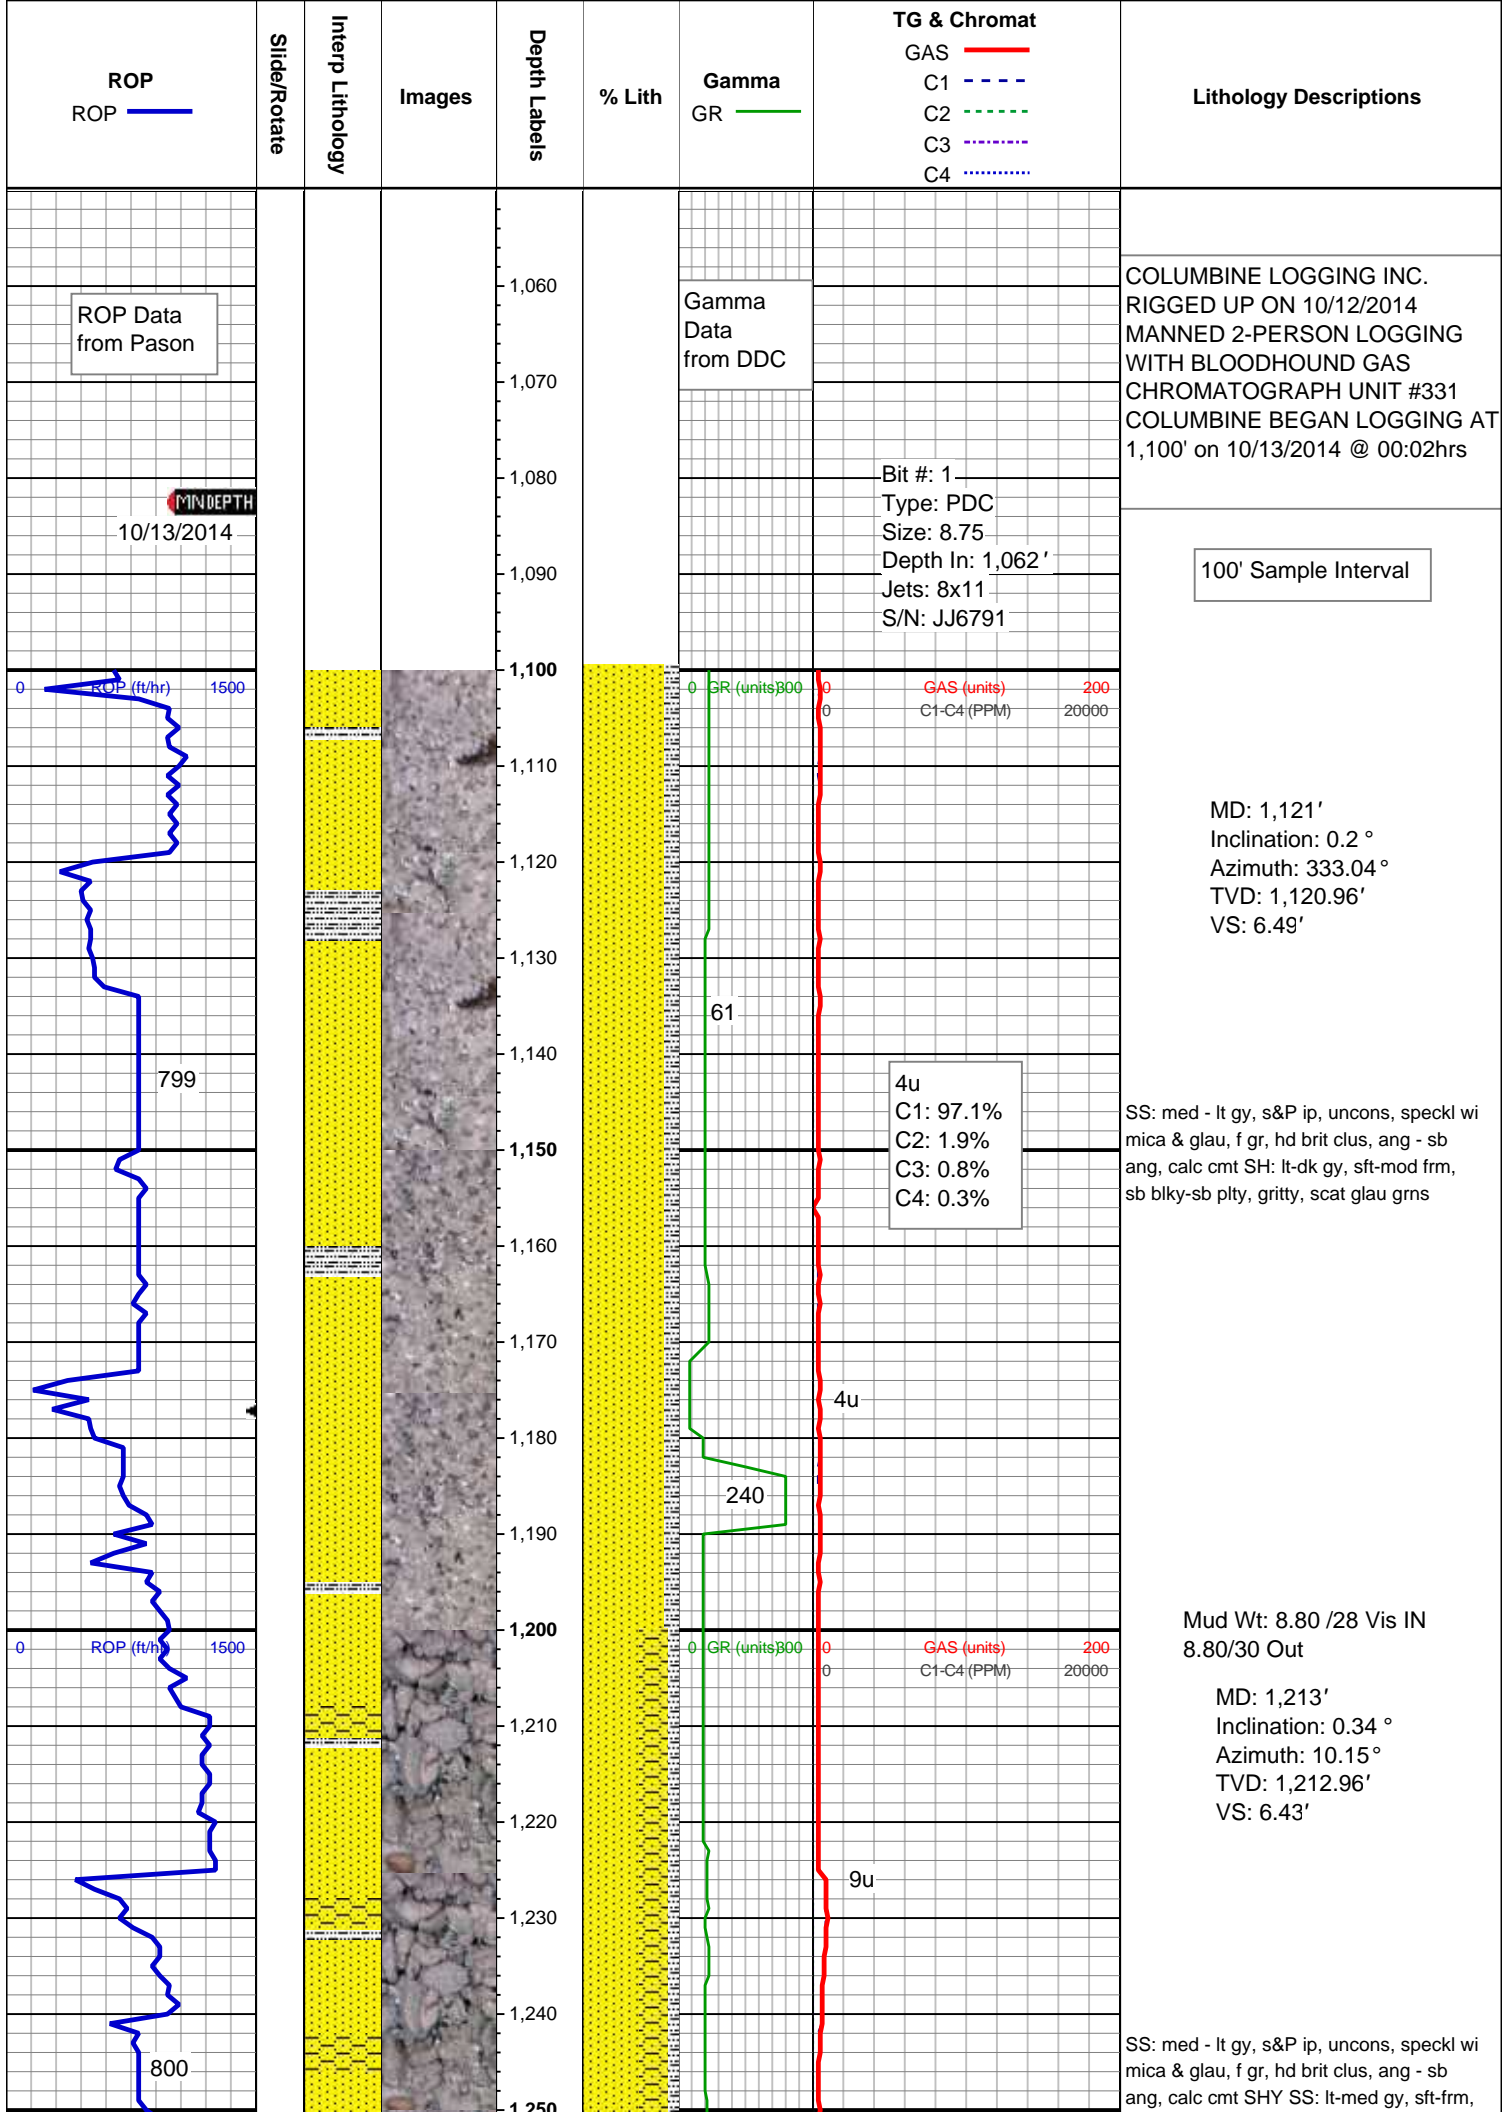 ROP
ROP
Slide/Rotate
Interp Lithology
Images
Depth Labels
% Lith
Gamma
GR
TG & Chromat
GAS
C1
C2
C3
C4
Lithology Descriptions
ROP Data
from Pason
MN DEPTH
10/13/2014
1,060
1,070
1,080
1,090
1,100
1,110
1,120
1,130
1,140
1,150
1,160
1,170
1,180
1,190
1,200
1,210
1,220
1,230
1,240
1,250
Gamma
Data
from DDC
Bit #: 1
Type: PDC
Size: 8.75
Depth In: 1,062'
Jets: 8x11
S/N: JJ6791
COLUMBINE LOGGING INC.
RIGGED UP ON 10/12/2014
MANNED 2-PERSON LOGGING
WITH BLOODHOUND GAS
CHROMATOGRAPH UNIT #331
COLUMBINE BEGAN LOGGING AT
1,100' on 10/13/2014 @ 00:02hrs
100' Sample Interval
0 ROP (ft/hr) 1500
0 GR (units) 300
0 GAS (units) 200
0 C1-C4 (PPM) 20000
MD: 1,121'
Inclination: 0.2 °
Azimuth: 333.04°
TVD: 1,120.96'
VS: 6.49'
61
799
4u
C1: 97.1%
C2: 1.9%
C3: 0.8%
C4: 0.3%
SS: med - lt gy, s&P ip, uncons, speckl wi
mica & glau, f gr, hd brit clus, ang - sb
ang, calc cmt SH: lt-dk gy, sft-mod frm,
sb blky-sb plty, gritty, scat glau grns
4u
240
0 ROP (ft/hr) 1500
0 GR (units) 300
0 GAS (units) 200
0 C1-C4 (PPM) 20000
Mud Wt: 8.80 /28 Vis IN
8.80/30 Out
MD: 1,213'
Inclination: 0.34 °
Azimuth: 10.15°
TVD: 1,212.96'
VS: 6.43'
9u
800
SS: med - lt gy, s&P ip, uncons, speckl wi
mica & glau, f gr, hd brit clus, ang - sb
ang, calc cmt SHY SS: lt-med gy, sft-frm,